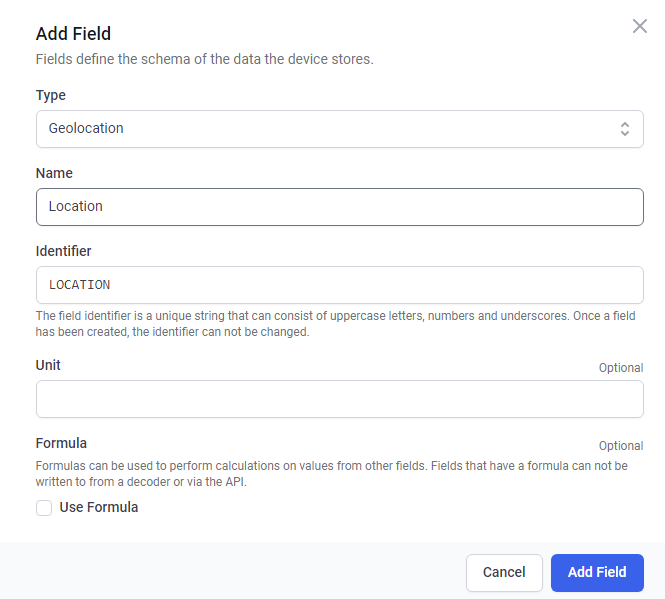 Add Field
Fields define the schema of the data the device stores.
Type
Geolocation
Name
Location
Identifier
LOCATION
The field identifier is a unique string that can consist of uppercase letters, numbers and underscores. Once a field
has been created, the identifier can not be changed.
Unit Optional
Formula Optional
Formulas can be used to perform calculations on values from other fields. Fields that have a formula can not be
written to from a decoder or via the API.
Use Formula
Cancel Add Field